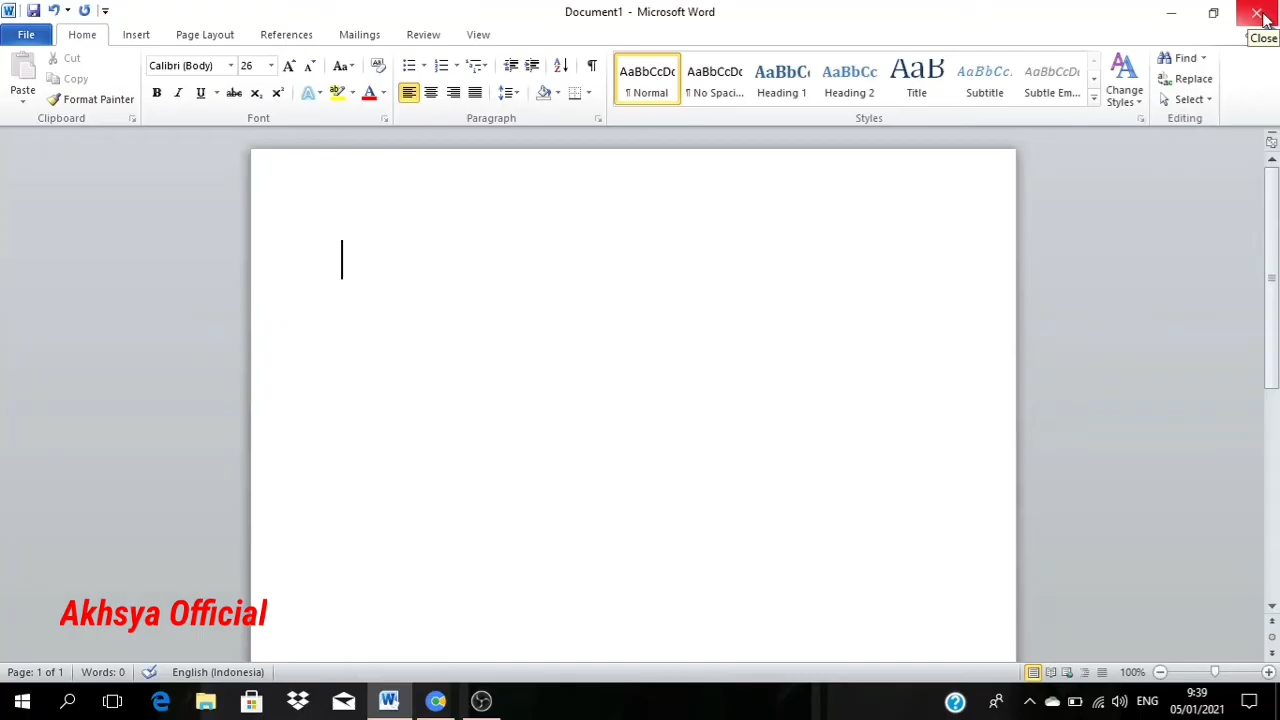 Document1 - Microsoft Word
Close
File Home Insert Page Layout References Mailings Review View
Paste
Cut
Copy
Format Painter
Clipboard
Calibri (Body) 26
Font
Paragraph
AaBbCcDc AaBbCcDc AaBbCc AaBbCc AaB AaBbCc. AaBbCcDc
¶ Normal ¶ No Spaci... Heading 1 Heading 2 Title Subtitle Subtle Em...
Change
Styles
Styles
Find
Replace
Select
Editing
Akhsya Official
Page: 1 of 1 Words: 0 English (Indonesia) 100%
ENG
9:39
05/01/2021